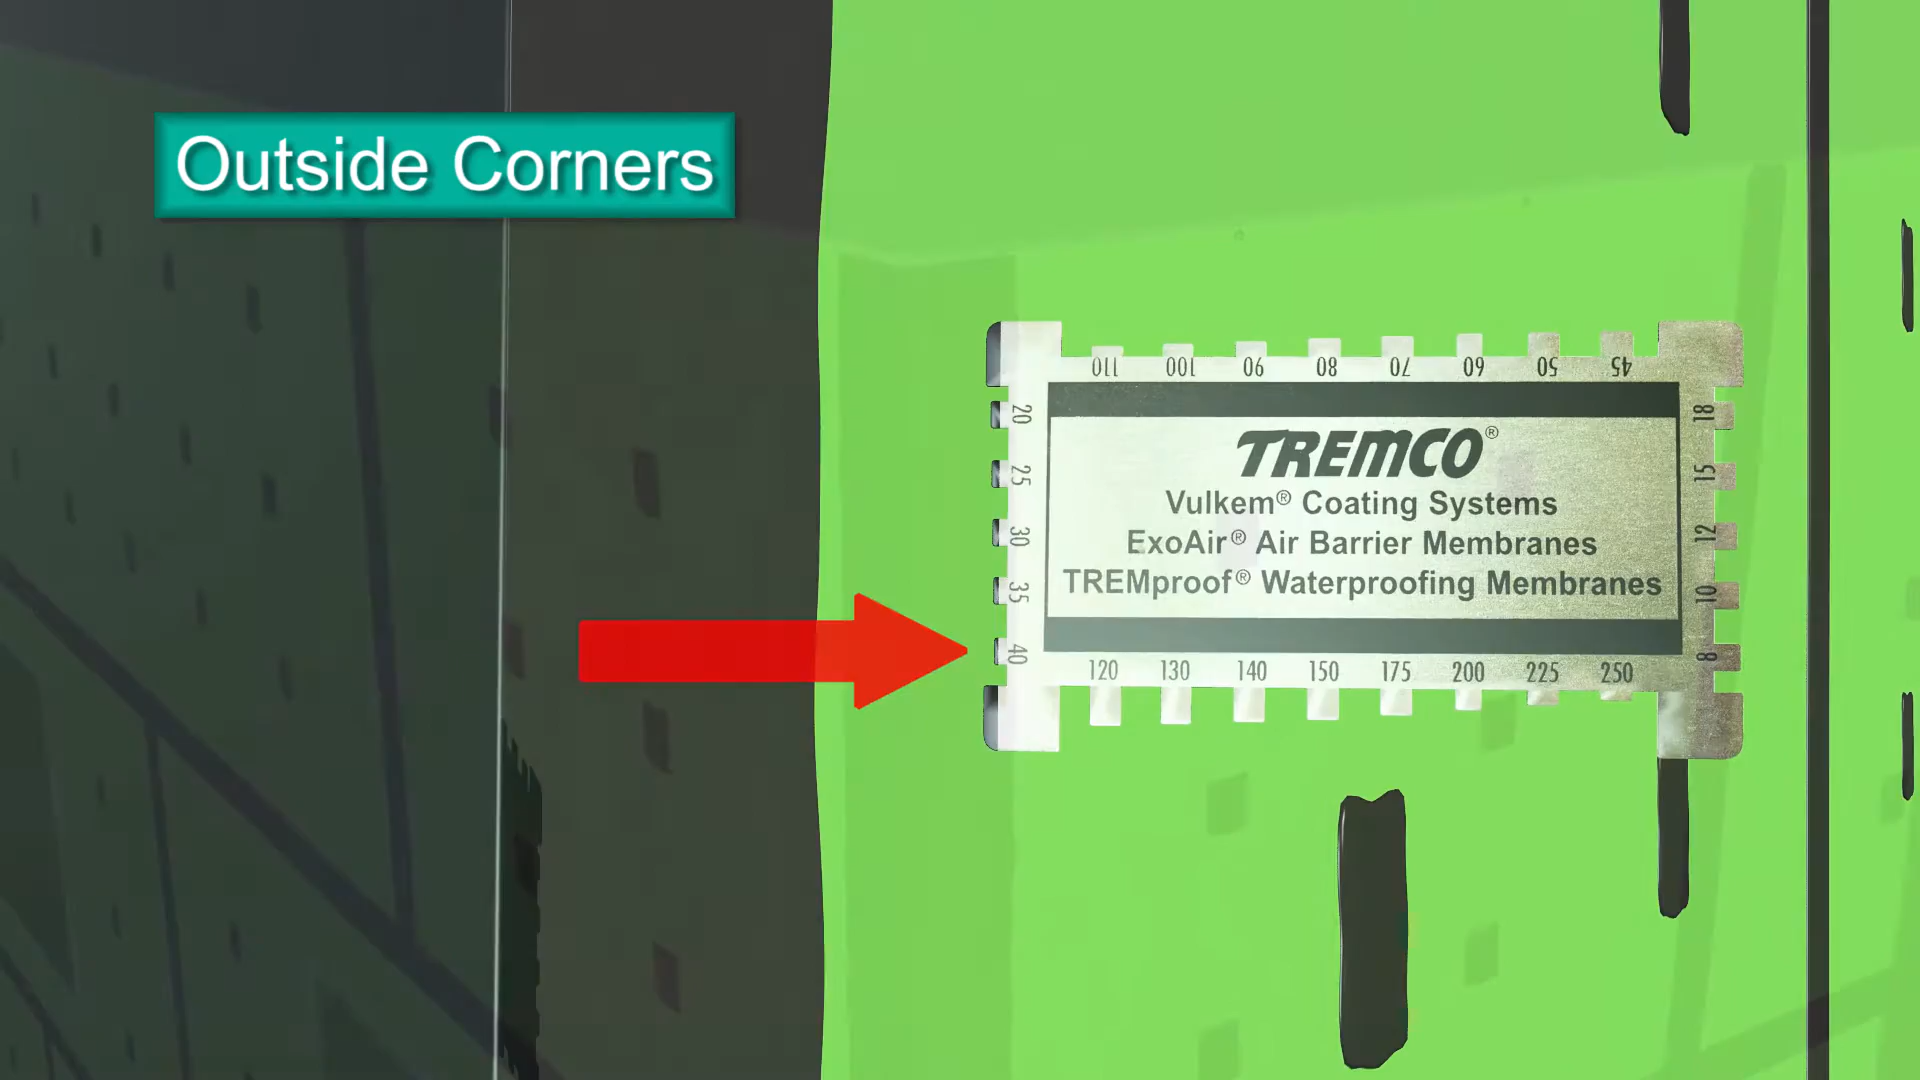 Outside Corners
110 100 90 80 70 60 50 45
20
25
30
35
40
TREMCO®
Vulkem® Coating Systems
ExoAir® Air Barrier Membranes
TREMproof® Waterproofing Membranes
18
15
12
10
8
120 130 140 150 175 200 225 250